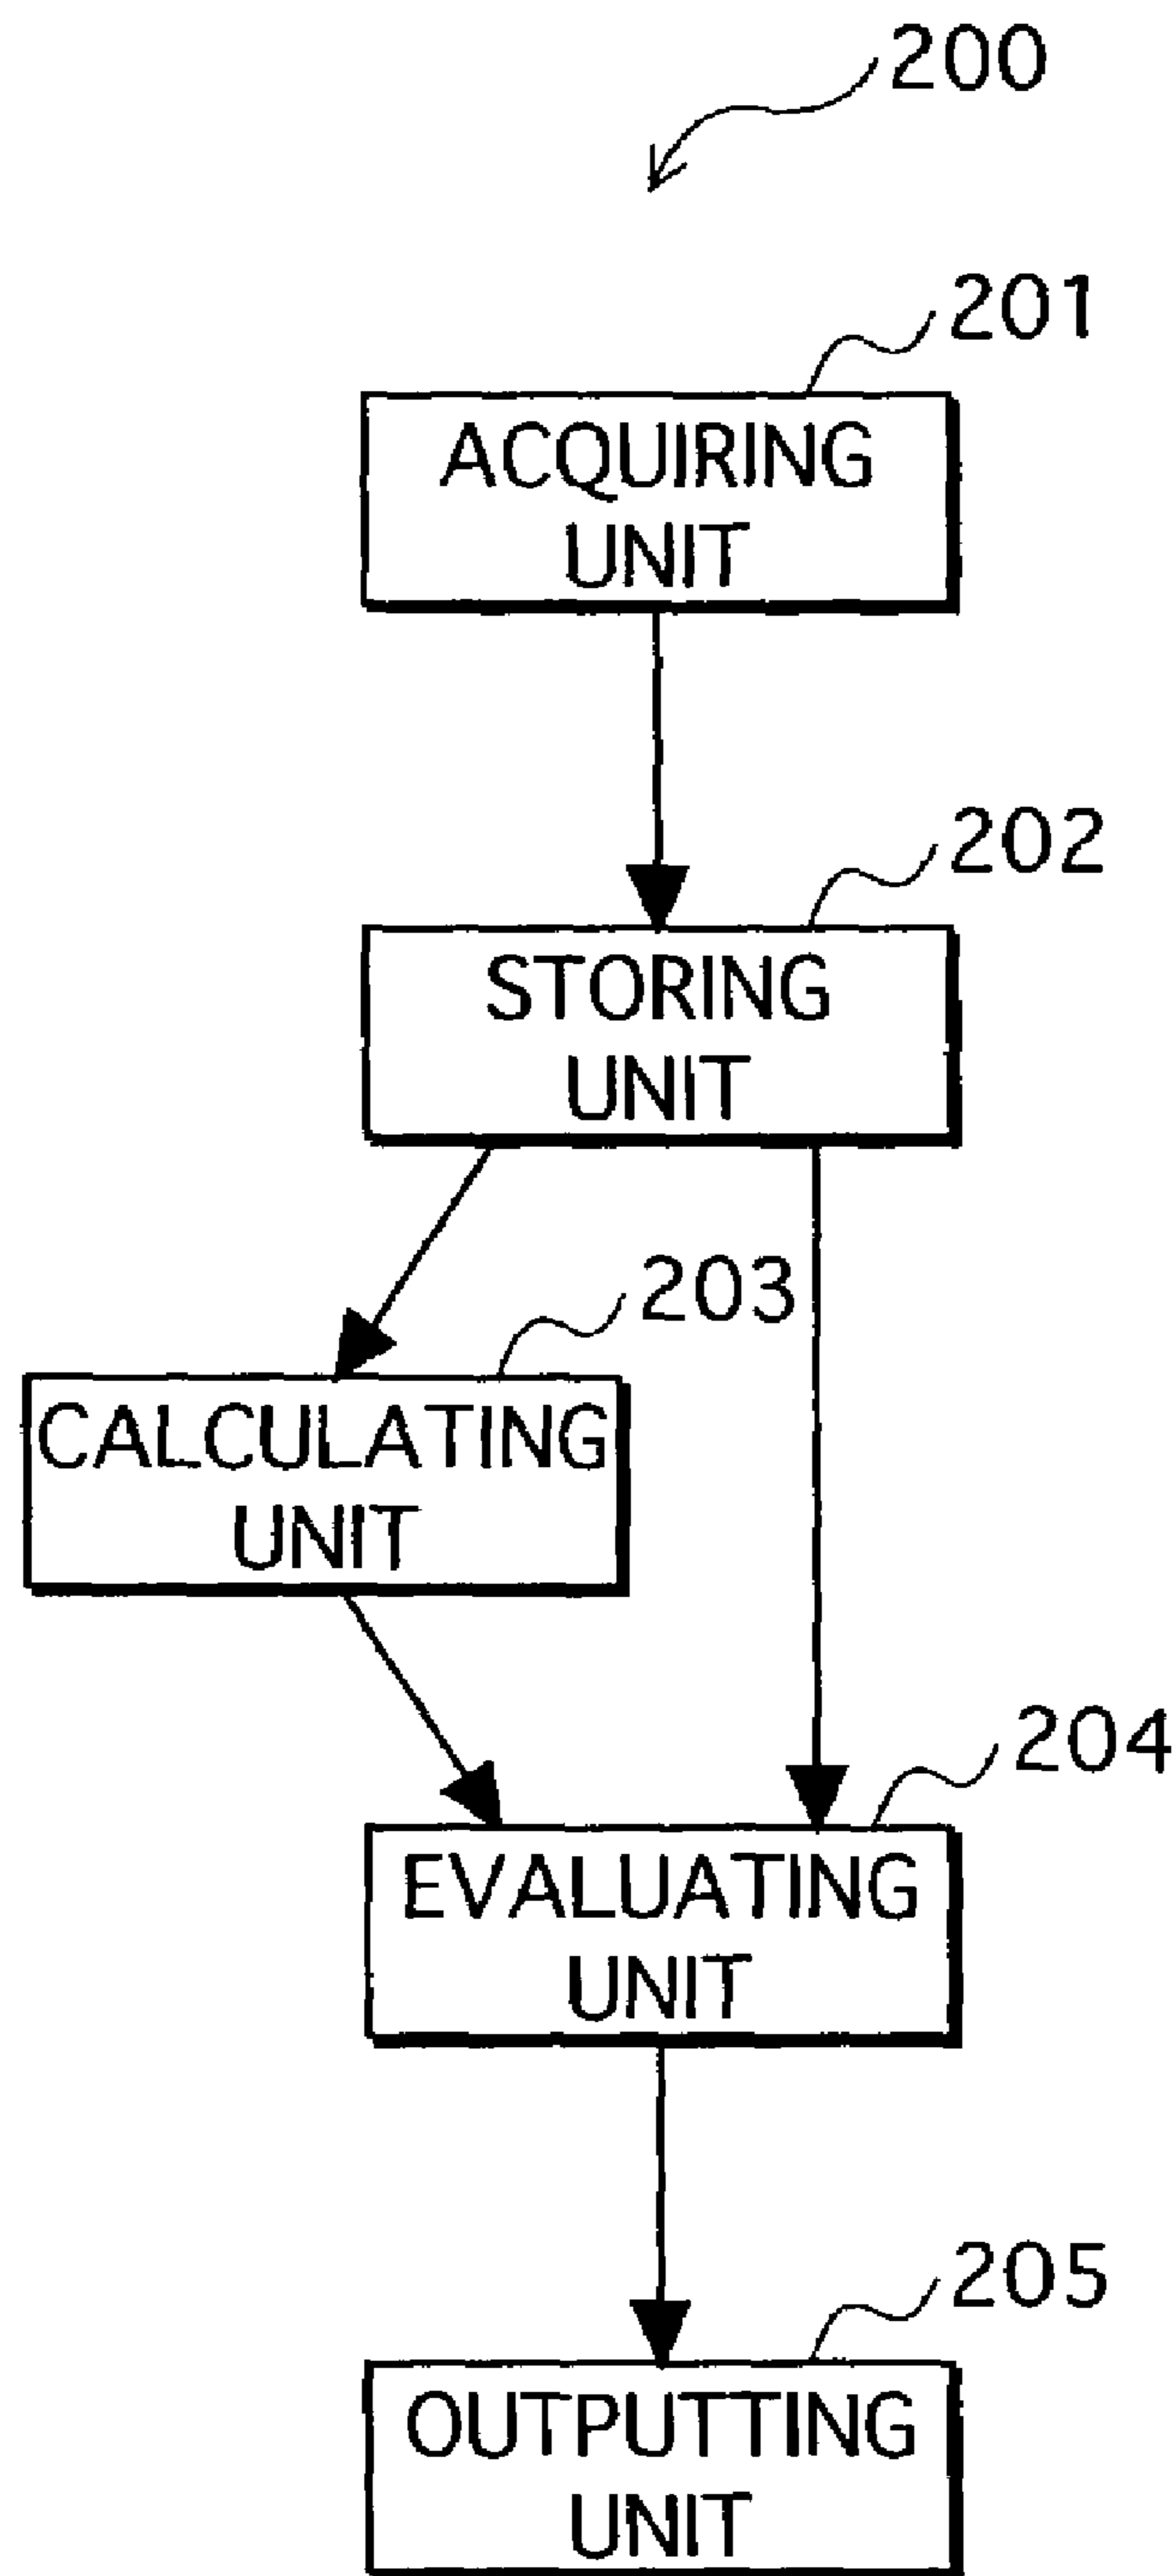 200
201
ACQUIRING
UNIT
202
STORING
UNIT
203
CALCULATING
UNIT
204
EVALUATING
UNIT
205
OUTPUTTING
UNIT